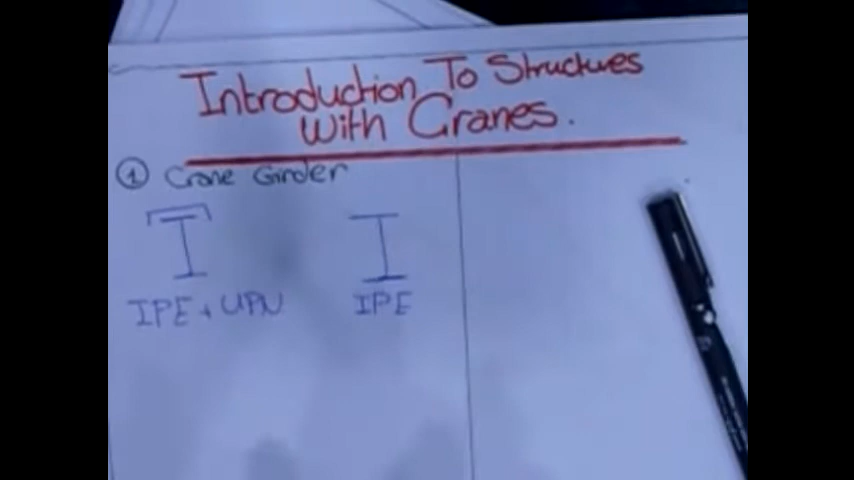 Introduction To Structures
With Cranes.
① Crane Girder
IPE + UPN
IPE